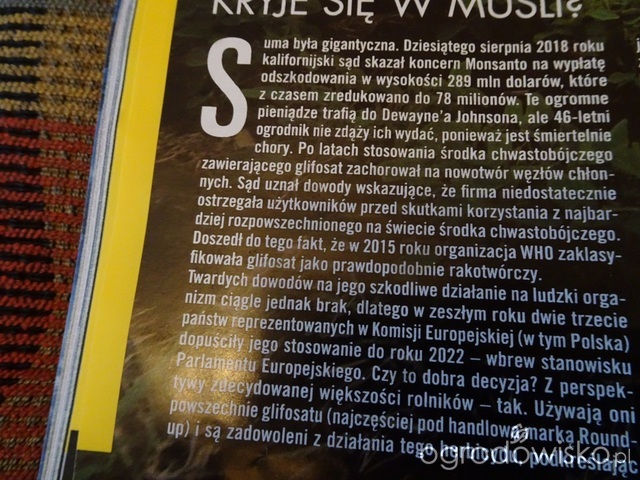 KRYJE SIĘ W MUSLI?
Suma była gigantyczna. Dziesiątego sierpnia 2018 roku
kalifornijski sąd skazał koncern Monsanto na wypłatę
odszkodowania w wysokości 289 mln dolarów, które
z czasem zredukowano do 78 milionów. Te ogromne
pieniądze trafią do Dewayne'a Johnsona, ale 46-letni
ogrodnik nie zdąży ich wydać, ponieważ jest śmiertelnie
chory. Po latach stosowania środka chwastobójczego
zawierającego glifosat zachorował na nowotwór węzłów chłon-
nych. Sąd uznał dowody wskazujące, że firma niedostatecznie
ostrzegała użytkowników przed skutkami korzystania z najbar-
dziej rozpowszechnionego na świecie środka chwastobójczego.
Doszedł do tego fakt, że w 2015 roku organizacja WHO zaklasy-
fikowała glifosat jako prawdopodobnie rakotwórczy.
Twardych dowodów na jego szkodliwe działanie na ludzki orga-
nizm ciągle jednak brak, dlatego w zeszłym roku dwie trzecie
państw reprezentowanych w Komisji Europejskiej (w tym Polska)
dopuściły jego stosowanie do roku 2022 – wbrew stanowisku
Parlamentu Europejskiego. Czy to dobra decyzja? Z perspek-
tywy zdecydowanej większości rolników – tak. Używają oni
powszechnie glifosatu (najczęściej pod handlową marką Round-
up) i są zadowoleni z działania tego herbicydu, podkreślając
ogrodowisko.pl